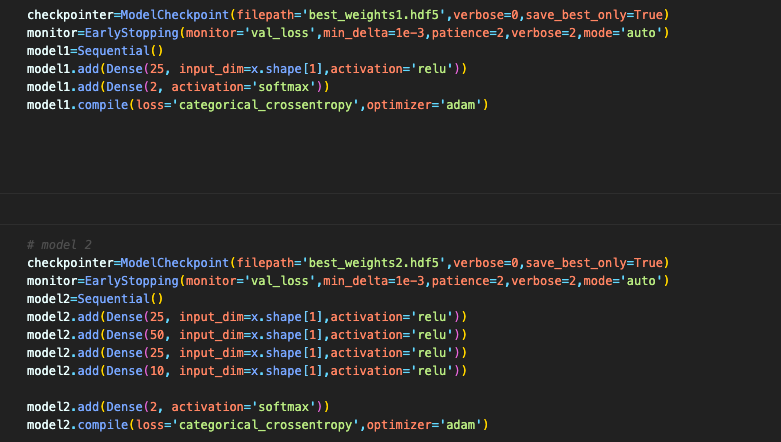 checkpointer=ModelCheckpoint(filepath='best_weights1.hdf5',verbose=0,save_best_only=True)
monitor=EarlyStopping(monitor='val_loss',min_delta=1e-3,patience=2,verbose=2,mode='auto')
model1=Sequential()
model1.add(Dense(25, input_dim=x.shape[1],activation='relu'))
model1.add(Dense(2, activation='softmax'))
model1.compile(loss='categorical_crossentropy',optimizer='adam')
# model 2
checkpointer=ModelCheckpoint(filepath='best_weights2.hdf5',verbose=0,save_best_only=True)
monitor=EarlyStopping(monitor='val_loss',min_delta=1e-3,patience=2,verbose=2,mode='auto')
model2=Sequential()
model2.add(Dense(25, input_dim=x.shape[1],activation='relu'))
model2.add(Dense(50, input_dim=x.shape[1],activation='relu'))
model2.add(Dense(25, input_dim=x.shape[1],activation='relu'))
model2.add(Dense(10, input_dim=x.shape[1],activation='relu'))
model2.add(Dense(2, activation='softmax'))
model2.compile(loss='categorical_crossentropy',optimizer='adam')